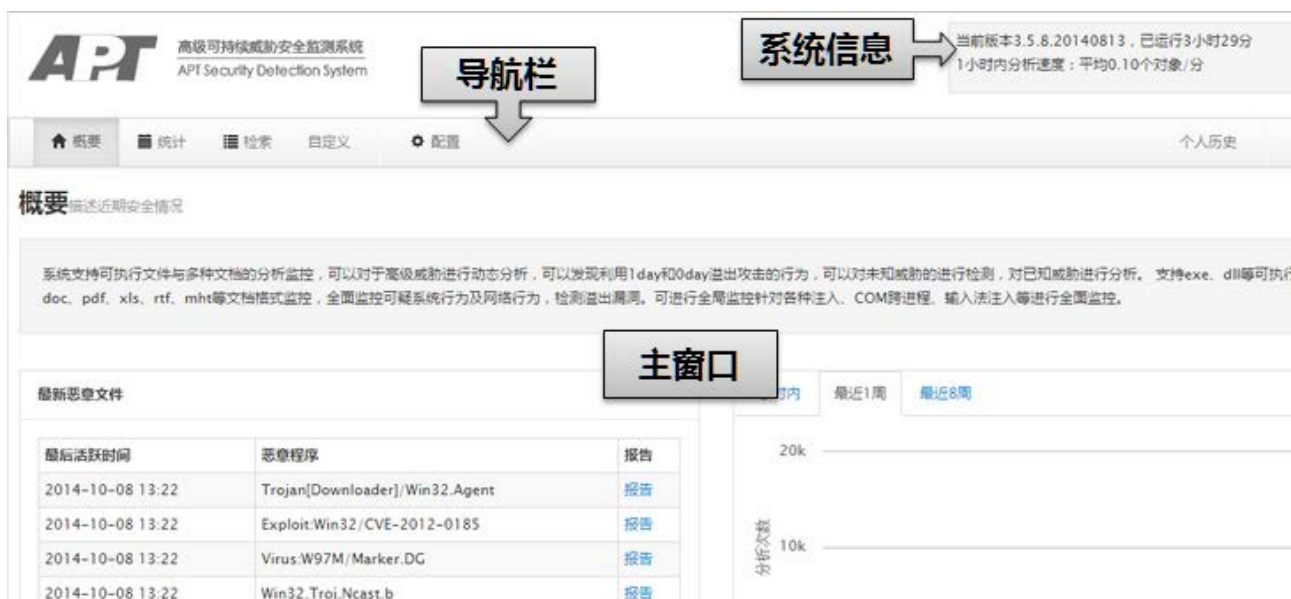 APT
高级可持续威胁安全监测系统
APT Security Detection System
导航栏
系统信息
当前版本3.5.8.20140813，已运行3小时29分
1小时内分析速度：平均0.10个对象/分
概要 统计 检索 自定义 配置 个人历史
概要描述近期安全情况
系统支持可执行文件与多种文档的分析监控，可以对于高级威胁进行动态分析，可以发现利用1day和0day溢出攻击的行为，可以对未知威胁的进行检测，对已知威胁进行分析。 支持exe、dll等可执行
doc、pdf、xls、rtf、mht等文档格式监控，全面监控可疑系统行为及网络行为，检测溢出漏洞。可进行全局监控针对各种注入、COM跨进程、输入法注入等进行全面监控。
主窗口
最新恶意文件
最后活跃时间 恶意程序 报告
2014-10-08 13:22 Trojan[Downloader]/Win32.Agent 报告
2014-10-08 13:22 Exploit:Win32/CVE-2012-0185 报告
2014-10-08 13:22 Virus:W97M/Marker.DG 报告
2014-10-08 13:22 Win32.Troj.Ncast.b 报告
时内 最近1周 最近8周
20k
分析次数
10k